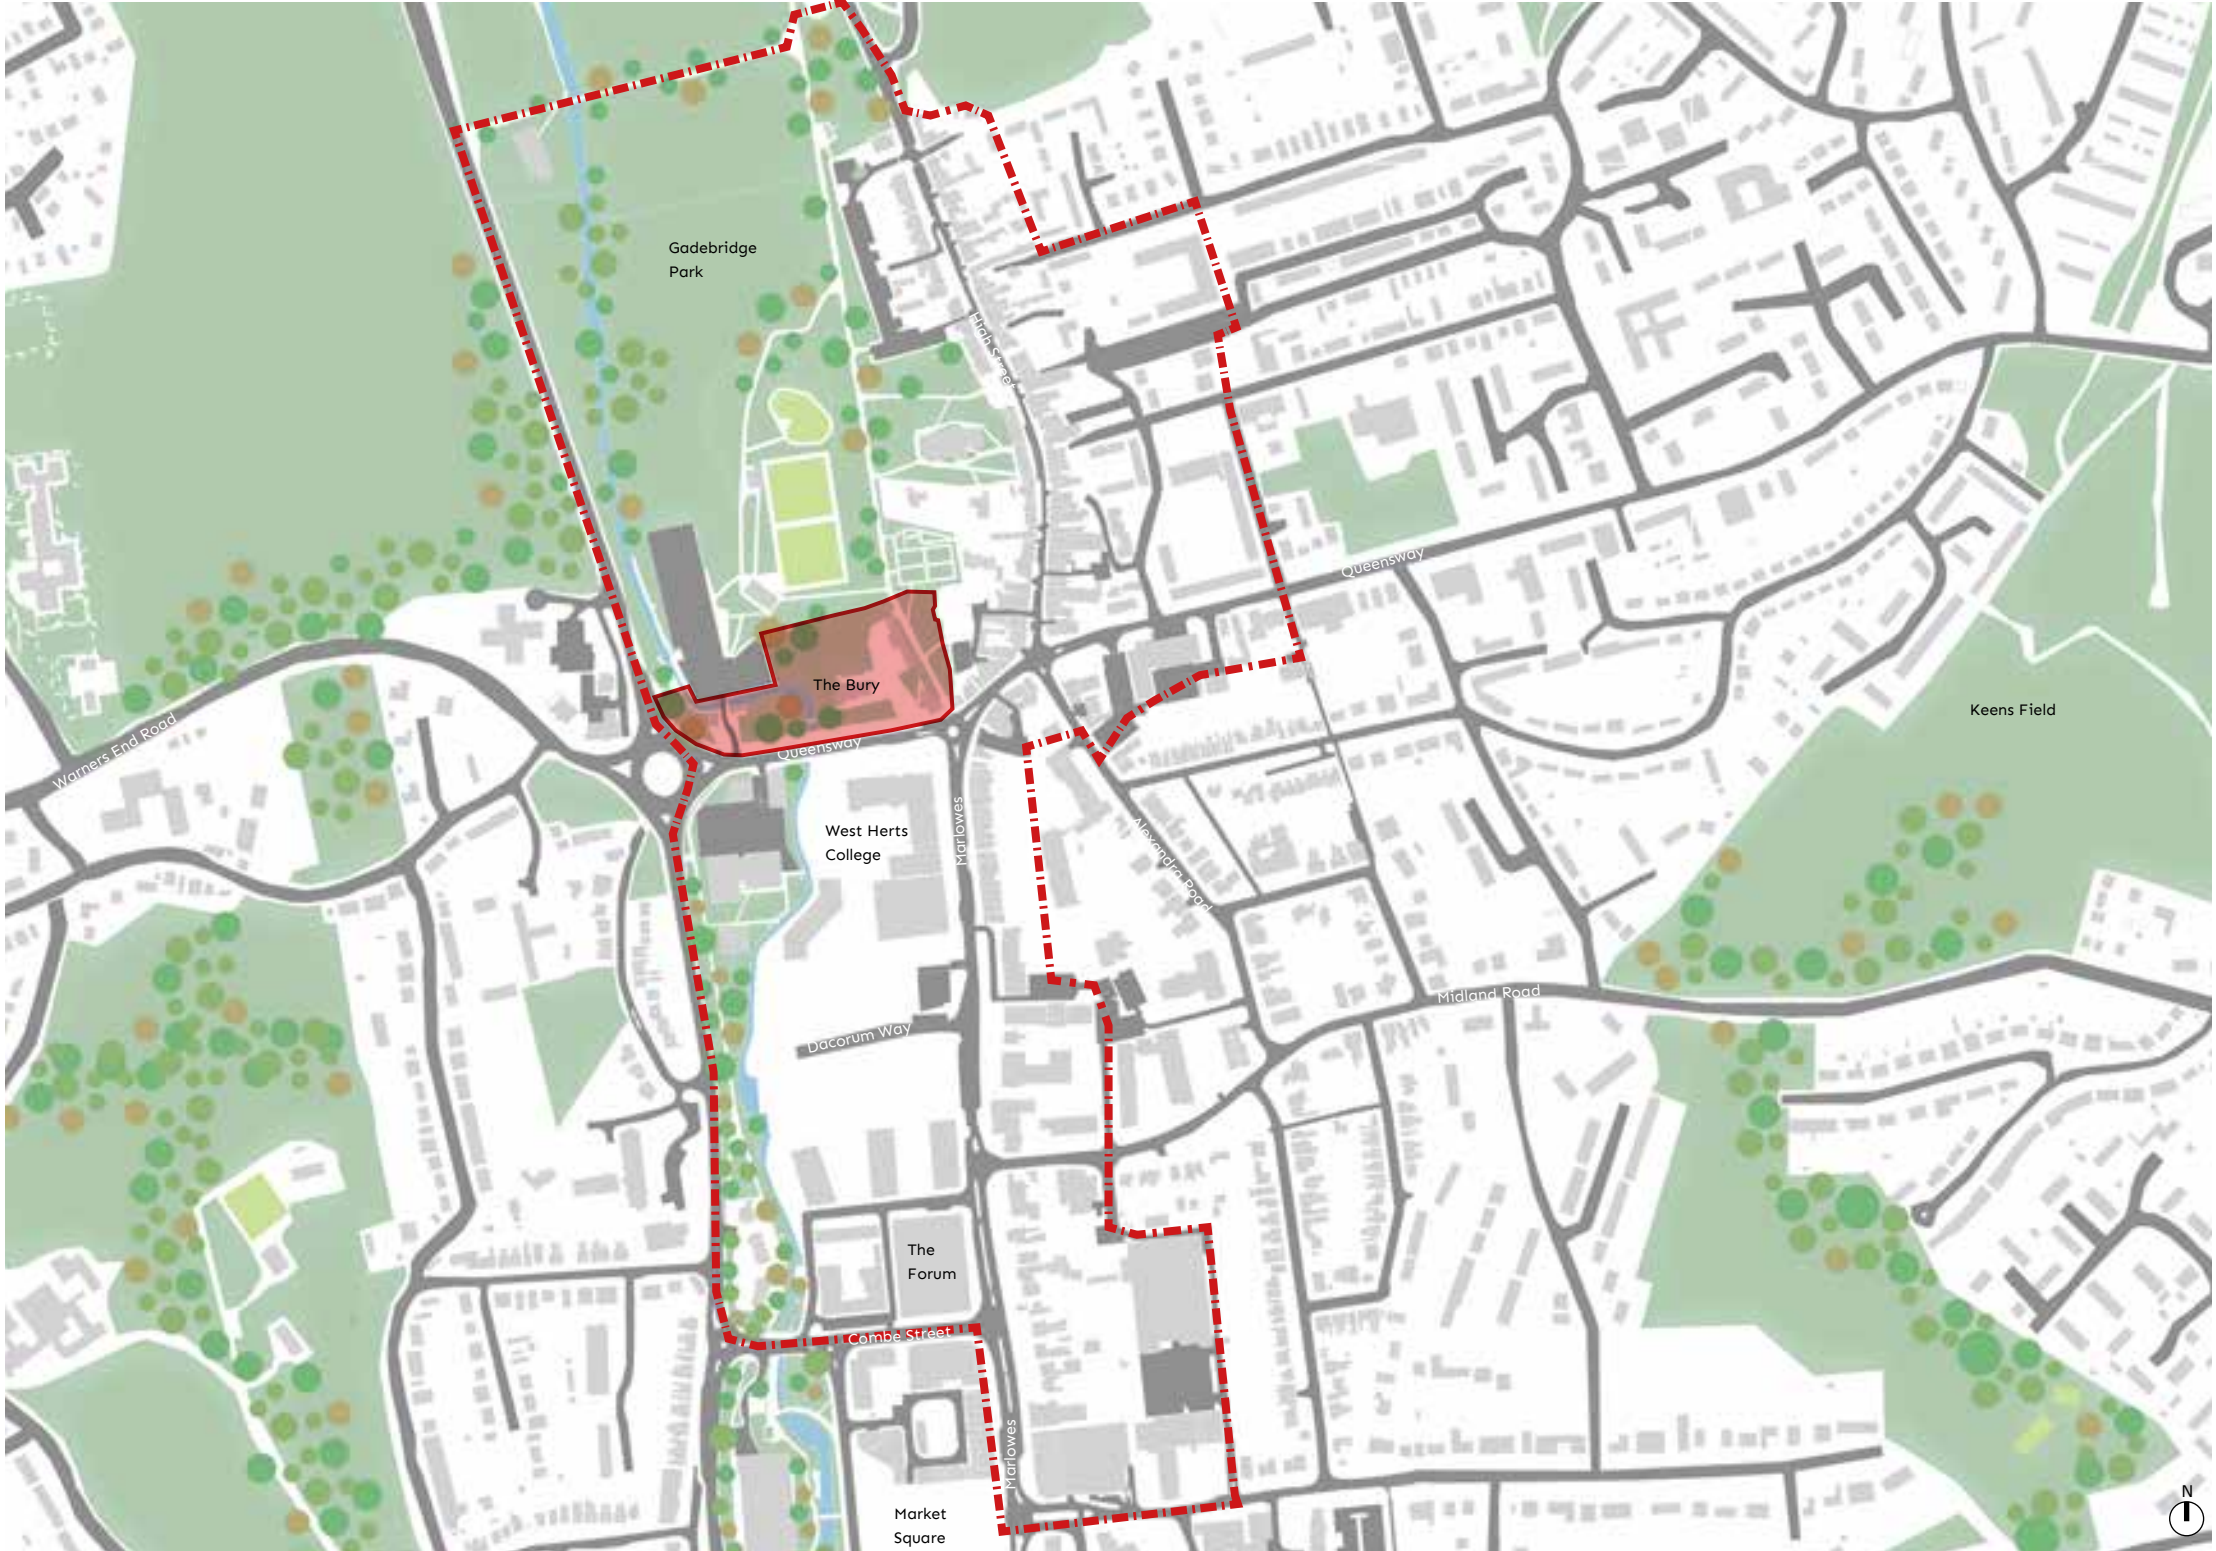 Gadebridge
Park
High Street
Queensway
The Bury
Queensway
Warners End Road
Keens Field
West Herts
College
Marlowes
Alexandra Road
Midland Road
Dacorum Way
The
Forum
Combe Street
Marlowes
Market
Square
N